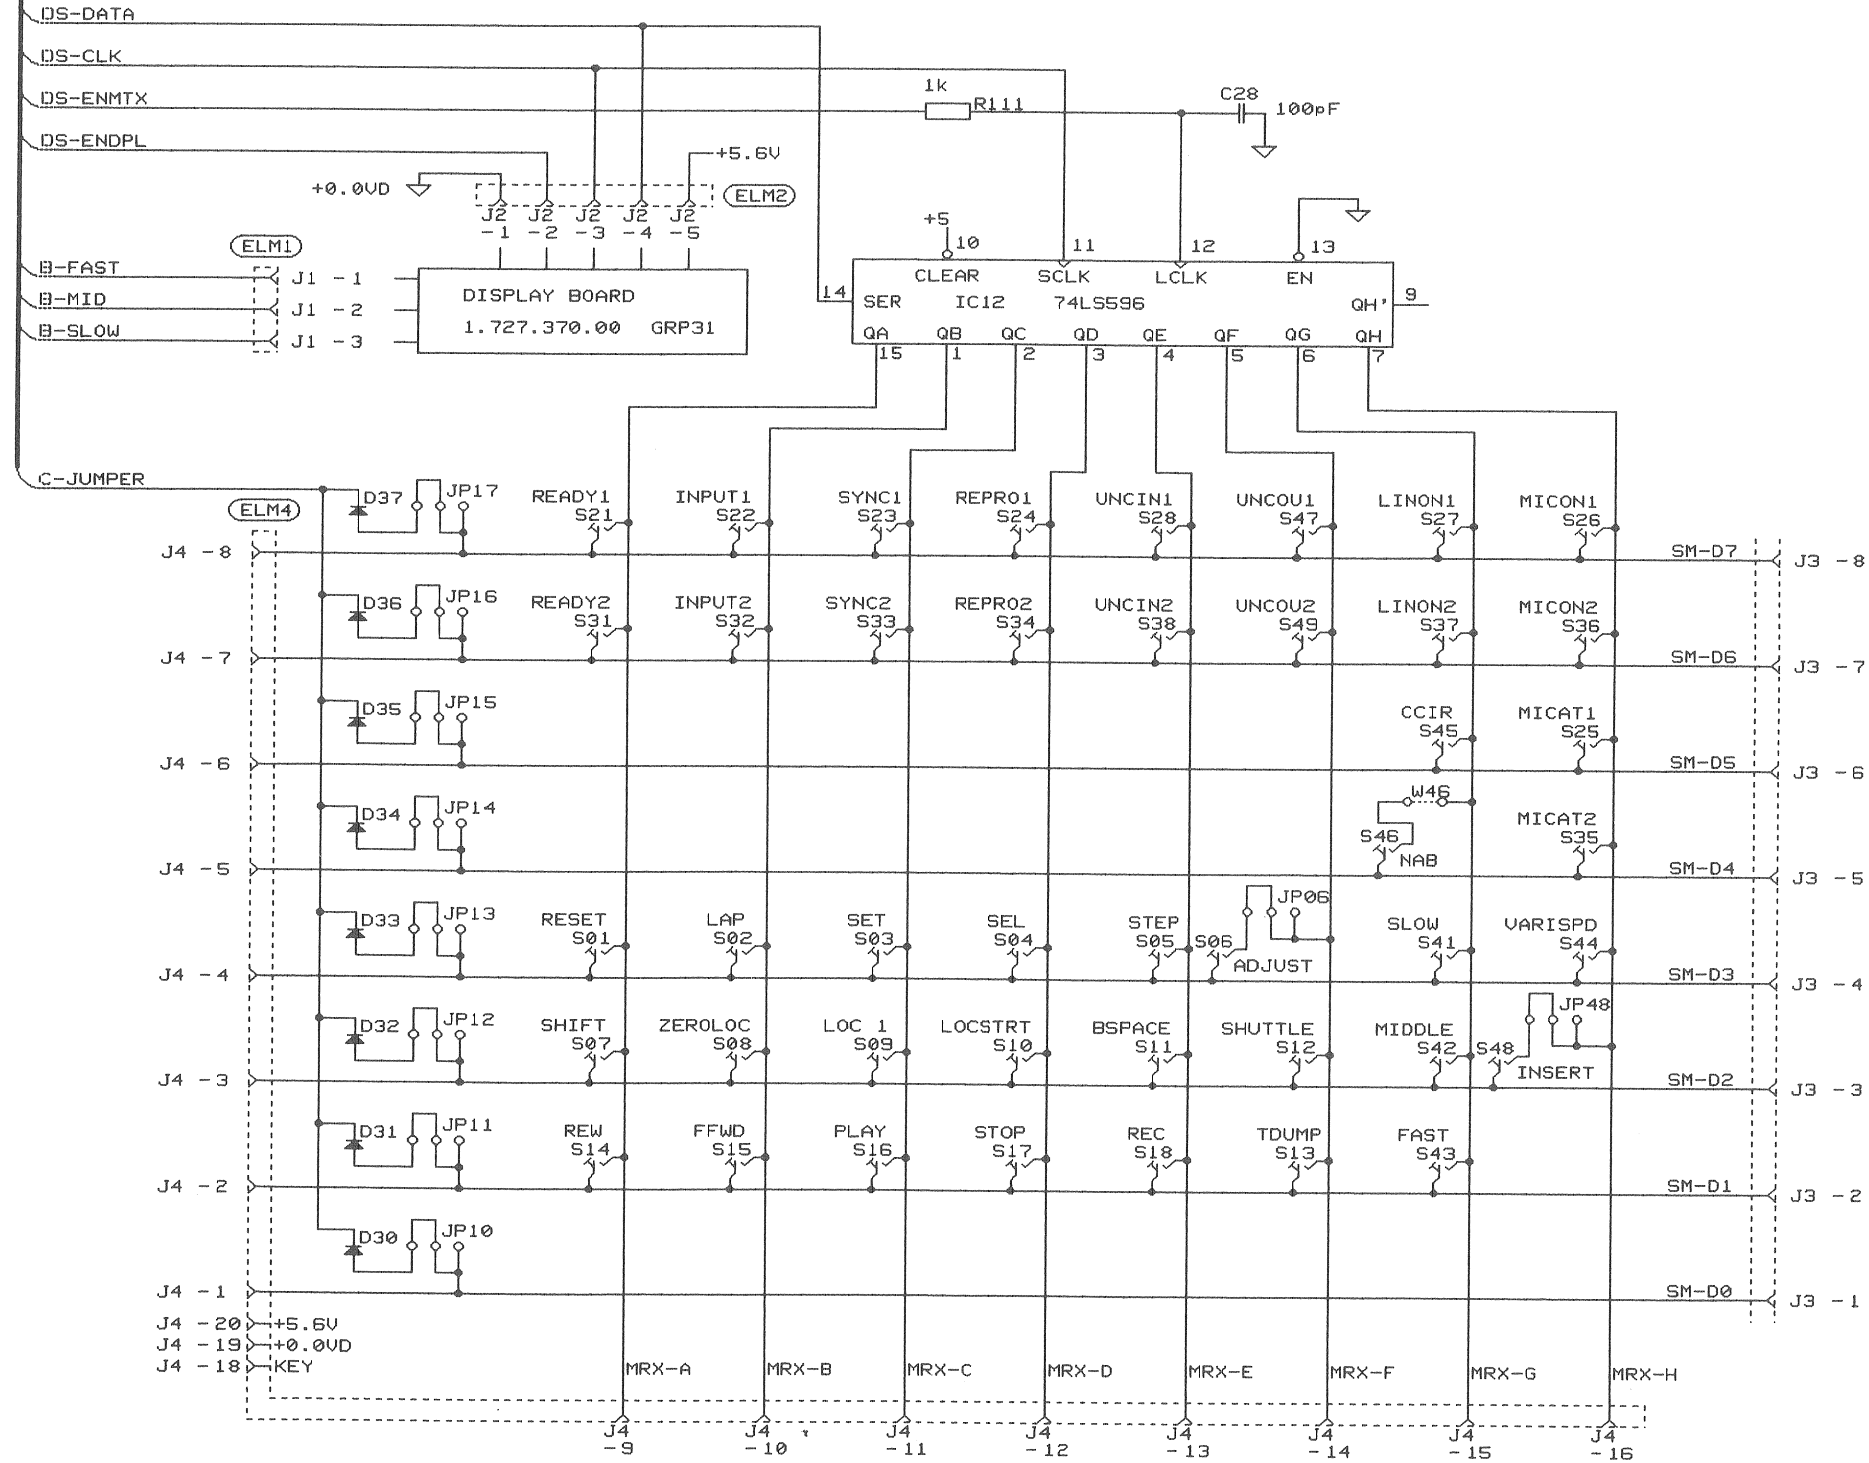 DS-DATA
DS-CLK
DS-ENMTX
DS-ENDPL
1k
R111
C28
100pF
+5.6V
+0.0VD
ELM2
J2 -1
J2 -2
J2 -3
J2 -4
J2 -5
ELM1
B-FAST
B-MID
B-SLOW
J1 -1
J1 -2
J1 -3
DISPLAY BOARD
1.727.370.00 GRP31
+5
10
11
12
13
CLEAR
SCLK
LCLK
EN
14
SER
IC12
74LS596
QH'
9
QA
QB
QC
QD
QE
QF
QG
QH
15
1
2
3
4
5
6
7
C-JUMPER
ELM4
D37
JP17
READY1
S21
INPUT1
S22
SYNC1
S23
REPRO1
S24
UNCIN1
S28
UNCOU1
S47
LINON1
S27
MICON1
S26
J4 -8
SM-D7
J3 -8
D36
JP16
READY2
S31
INPUT2
S32
SYNC2
S33
REPRO2
S34
UNCIN2
S38
UNCOU2
S49
LINON2
S37
MICON2
S36
J4 -7
SM-D6
J3 -7
D35
JP15
CCIR
S45
MICAT1
S25
J4 -6
SM-D5
J3 -6
D34
JP14
W46
S46
NAB
MICAT2
S35
J4 -5
SM-D4
J3 -5
D33
JP13
RESET
S01
LAP
S02
SET
S03
SEL
S04
STEP
S05
S06
JP06
ADJUST
SLOW
S41
VARISPD
S44
J4 -4
SM-D3
J3 -4
D32
JP12
SHIFT
S07
ZEROLOC
S08
LOC 1
S09
LOCSTRT
S10
BSPACE
S11
SHUTTLE
S12
MIDDLE
S42
S48
JP48
INSERT
J4 -3
SM-D2
J3 -3
D31
JP11
REW
S14
FFWD
S15
PLAY
S16
STOP
S17
REC
S18
TDUMP
S13
FAST
S43
J4 -2
SM-D1
J3 -2
D30
JP10
J4 -1
SM-D0
J3 -1
J4 -20
+5.6V
J4 -19
+0.0VD
J4 -18
KEY
MRX-A
MRX-B
MRX-C
MRX-D
MRX-E
MRX-F
MRX-G
MRX-H
J4 -9
J4 -10
J4 -11
J4 -12
J4 -13
J4 -14
J4 -15
J4 -16